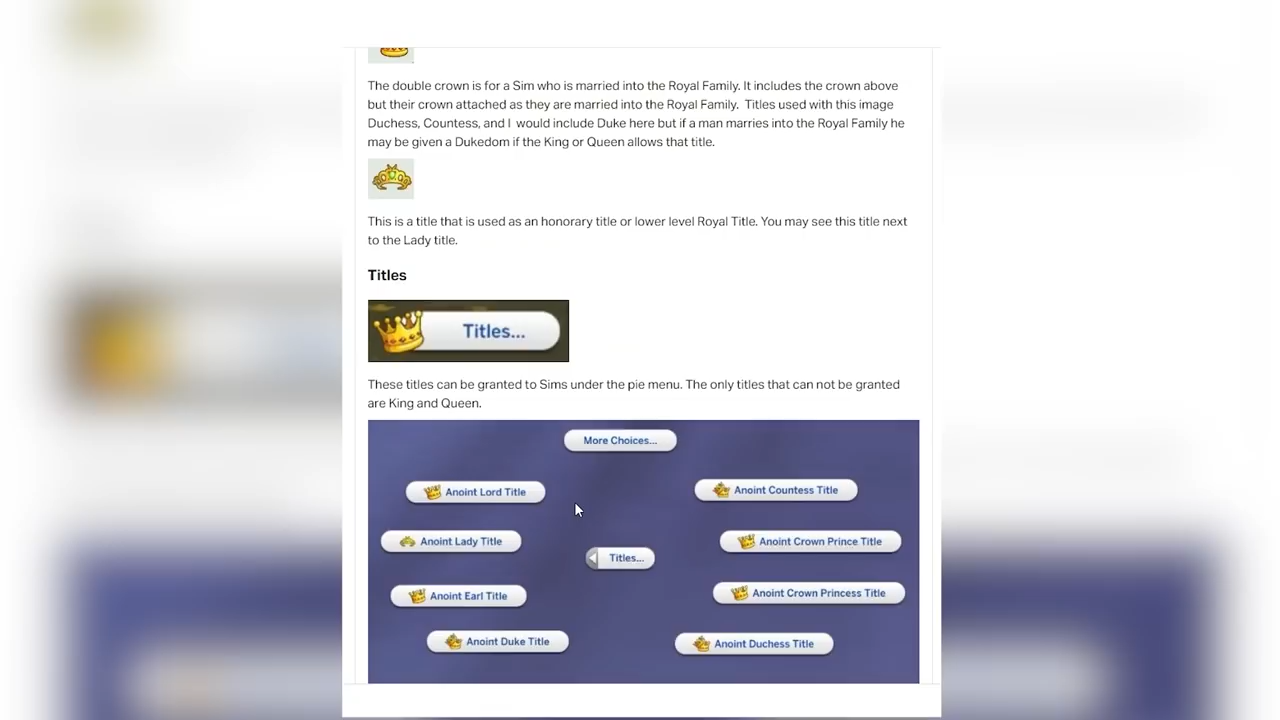 The double crown is for a Sim who is married into the Royal Family. It includes the crown above
but their crown attached as they are married into the Royal Family. Titles used with this image
Duchess, Countess, and I would include Duke here but if a man marries into the Royal Family he
may be given a Dukedom if the King or Queen allows that title.
This is a title that is used as an honorary title or lower level Royal Title. You may see this title next
to the Lady title.
Titles
Titles...
These titles can be granted to Sims under the pie menu. The only titles that can not be granted
are King and Queen.
More Choices...
Anoint Lord Title
Anoint Countess Title
Anoint Lady Title
Anoint Crown Prince Title
Titles...
Anoint Earl Title
Anoint Crown Princess Title
Anoint Duke Title
Anoint Duchess Title